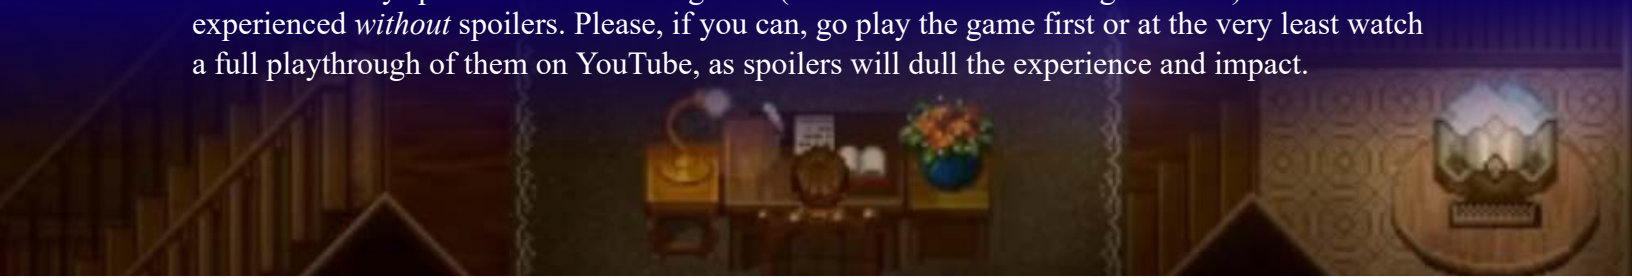 experienced without spoilers. Please, if you can, go play the game first or at the very least watch
a full playthrough of them on YouTube, as spoilers will dull the experience and impact.